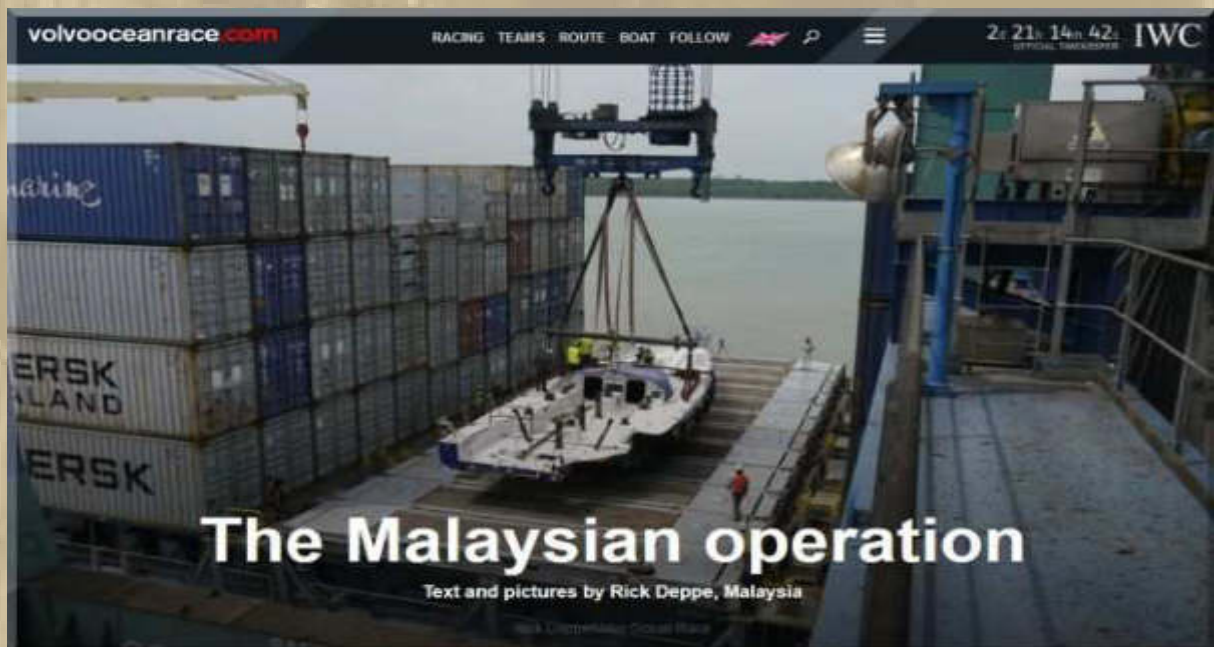 volvooceanrace.com
RACING TEAMS ROUTE BOAT FOLLOW
2d 21h 14m 42s
OFFICIAL TIMEKEEPER
IWC
marine
ERSK
ALAND
ERSK
The Malaysian operation
Text and pictures by Rick Deppe, Malaysia